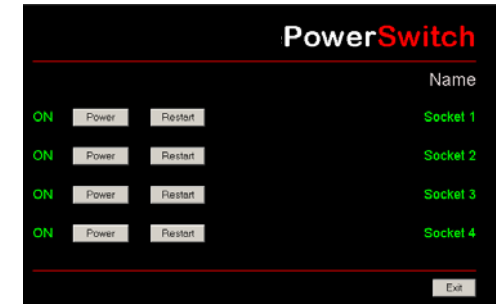 PowerSwitch
Name
ON Power Restart Socket 1
ON Power Restart Socket 2
ON Power Restart Socket 3
ON Power Restart Socket 4
Exit